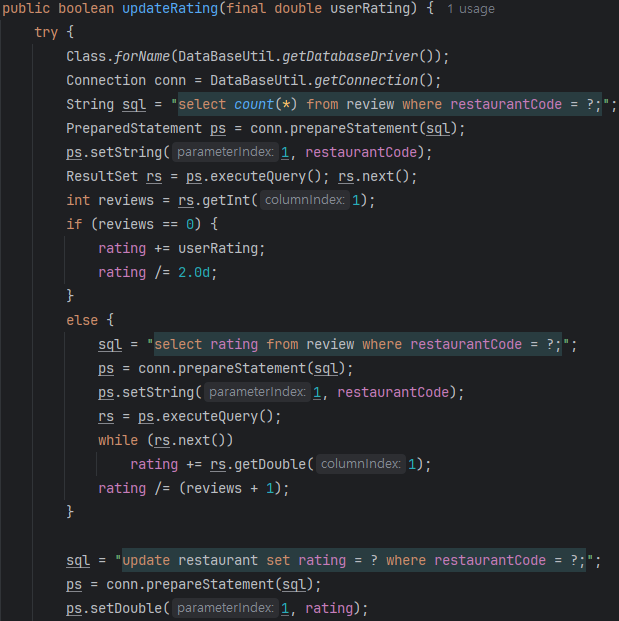 public boolean updateRating(final double userRating) { 1 usage
try {
Class.forName(DataBaseUtil.getDatabaseDriver());
Connection conn = DataBaseUtil.getConnection();
String sql = "select count(*) from review where restaurantCode = ?;";
PreparedStatement ps = conn.prepareStatement(sql);
ps.setString( parameterIndex: 1, restaurantCode);
ResultSet rs = ps.executeQuery(); rs.next();
int reviews = rs.getInt( columnIndex: 1);
if (reviews == 0) {
rating += userRating;
rating /= 2.0d;
}
else {
sql = "select rating from review where restaurantCode = ?;";
ps = conn.prepareStatement(sql);
ps.setString( parameterIndex: 1, restaurantCode);
rs = ps.executeQuery();
while (rs.next())
rating += rs.getDouble( columnIndex: 1);
rating /= (reviews + 1);
}
sql = "update restaurant set rating = ? where restaurantCode = ?;";
ps = conn.prepareStatement(sql);
ps.setDouble( parameterIndex: 1, rating);